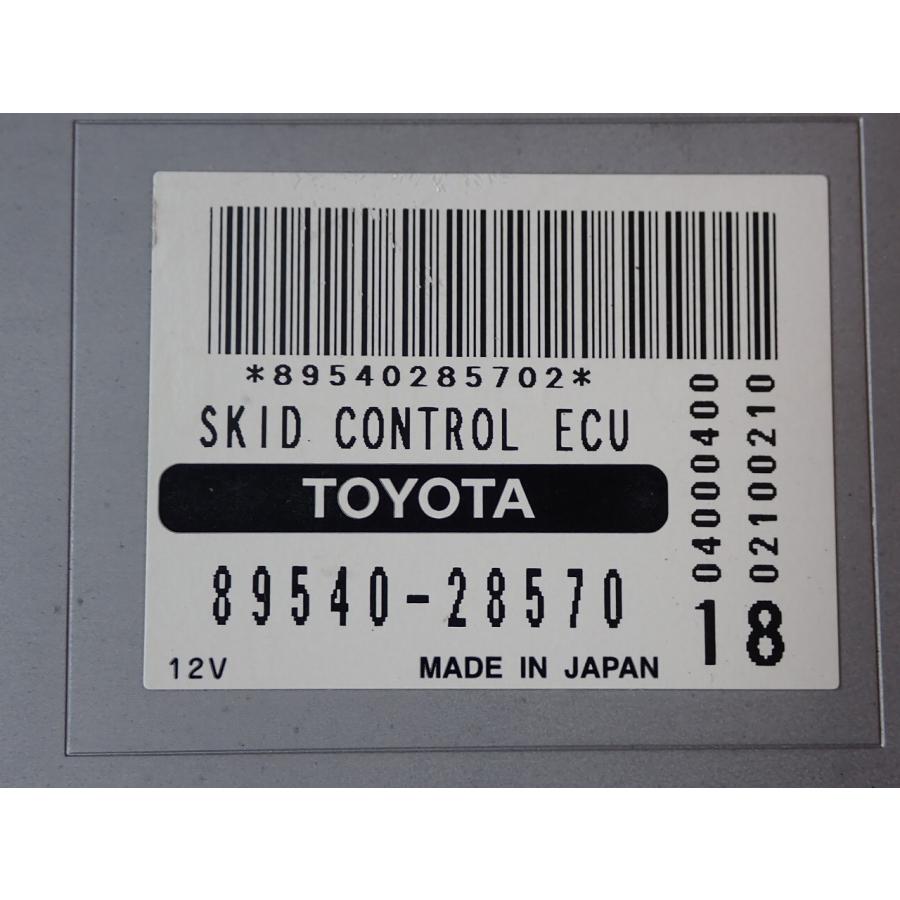 *89540285702*
SKID CONTROL ECU
TOYOTA
89540-28570
12V MADE IN JAPAN
04000400
02100210
18